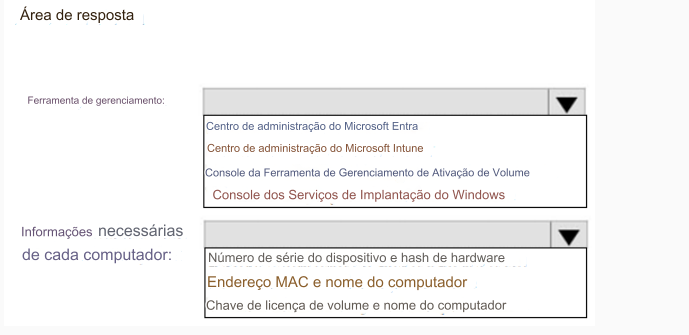 Área de resposta
Ferramenta de gerenciamento:
Centro de administração do Microsoft Entra
Centro de administração do Microsoft Intune
Console da Ferramenta de Gerenciamento de Ativação de Volume
Console dos Serviços de Implantação do Windows
Informações necessárias
de cada computador:
Número de série do dispositivo e hash de hardware
Endereço MAC e nome do computador
Chave de licença de volume e nome do computador